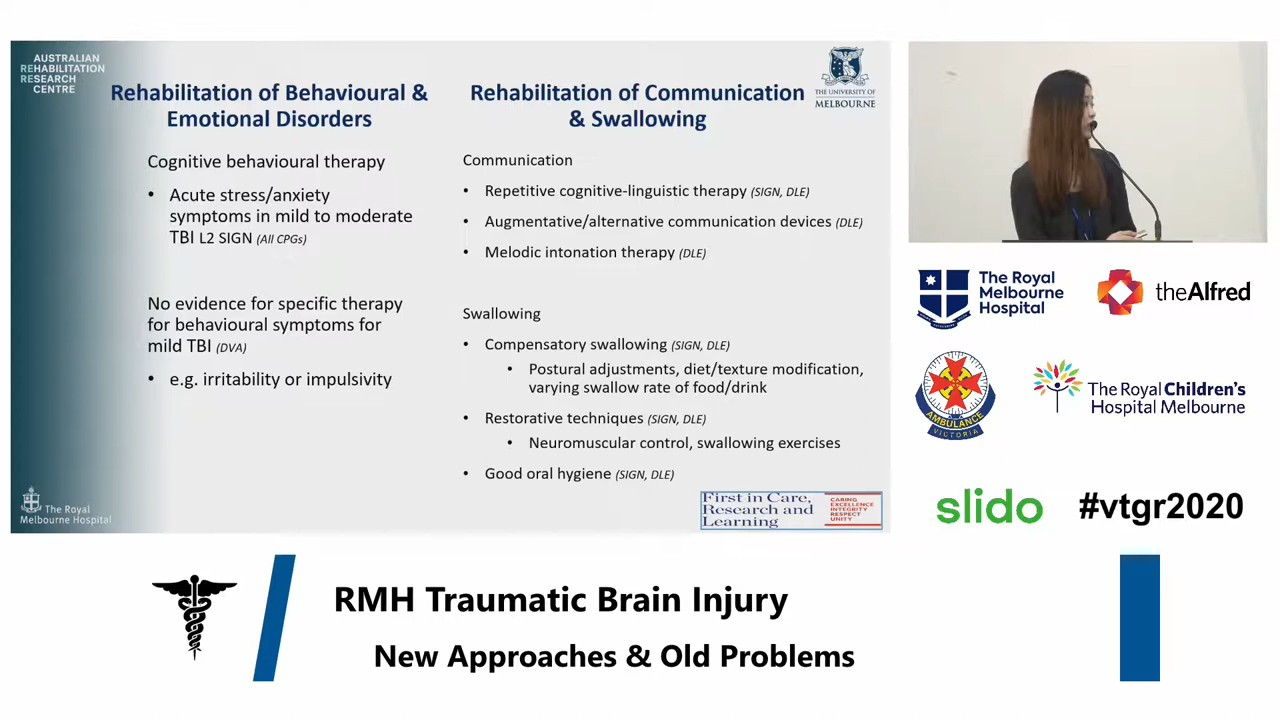 AUSTRALIAN
REHABILITATION
RESEARCH
CENTRE
Rehabilitation of Behavioural &
Emotional Disorders
Cognitive behavioural therapy
• Acute stress/anxiety
symptoms in mild to moderate
TBI L2 SIGN (All CPGs)
No evidence for specific therapy
for behavioural symptoms for
mild TBI (DVA)
• e.g. irritability or impulsivity
Rehabilitation of Communication
& Swallowing
THE UNIVERSITY OF
MELBOURNE
Communication
• Repetitive cognitive-linguistic therapy (SIGN, DLE)
• Augmentative/alternative communication devices (DLE)
• Melodic intonation therapy (DLE)
Swallowing
• Compensatory swallowing (SIGN, DLE)
• Postural adjustments, diet/texture modification,
varying swallow rate of food/drink
• Restorative techniques (SIGN, DLE)
• Neuromuscular control, swallowing exercises
• Good oral hygiene (SIGN, DLE)
The Royal
Melbourne Hospital
First in Care,
Research and
Learning
CARING
EXCELLENCE
INTEGRITY
RESPECT
UNITY
The Royal
Melbourne
Hospital
theAlfred
AMBULANCE
VICTORIA
The Royal Children's
Hospital Melbourne
slido
#vtgr2020
RMH Traumatic Brain Injury
New Approaches & Old Problems